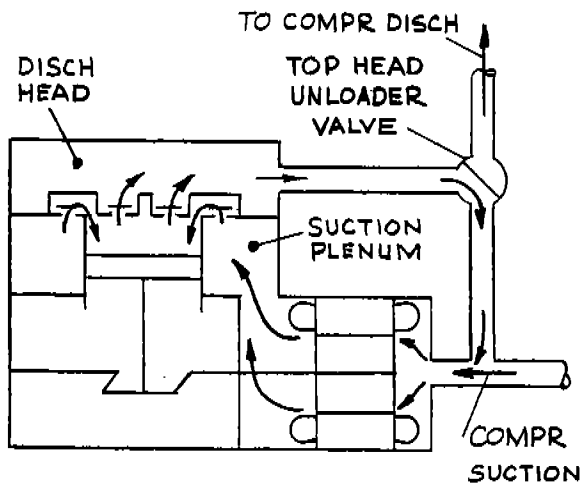 TO COMPR DISCH
DISCH
HEAD
TOP HEAD
UNLOADER
VALVE
SUCTION
PLENUM
COMPR
SUCTION